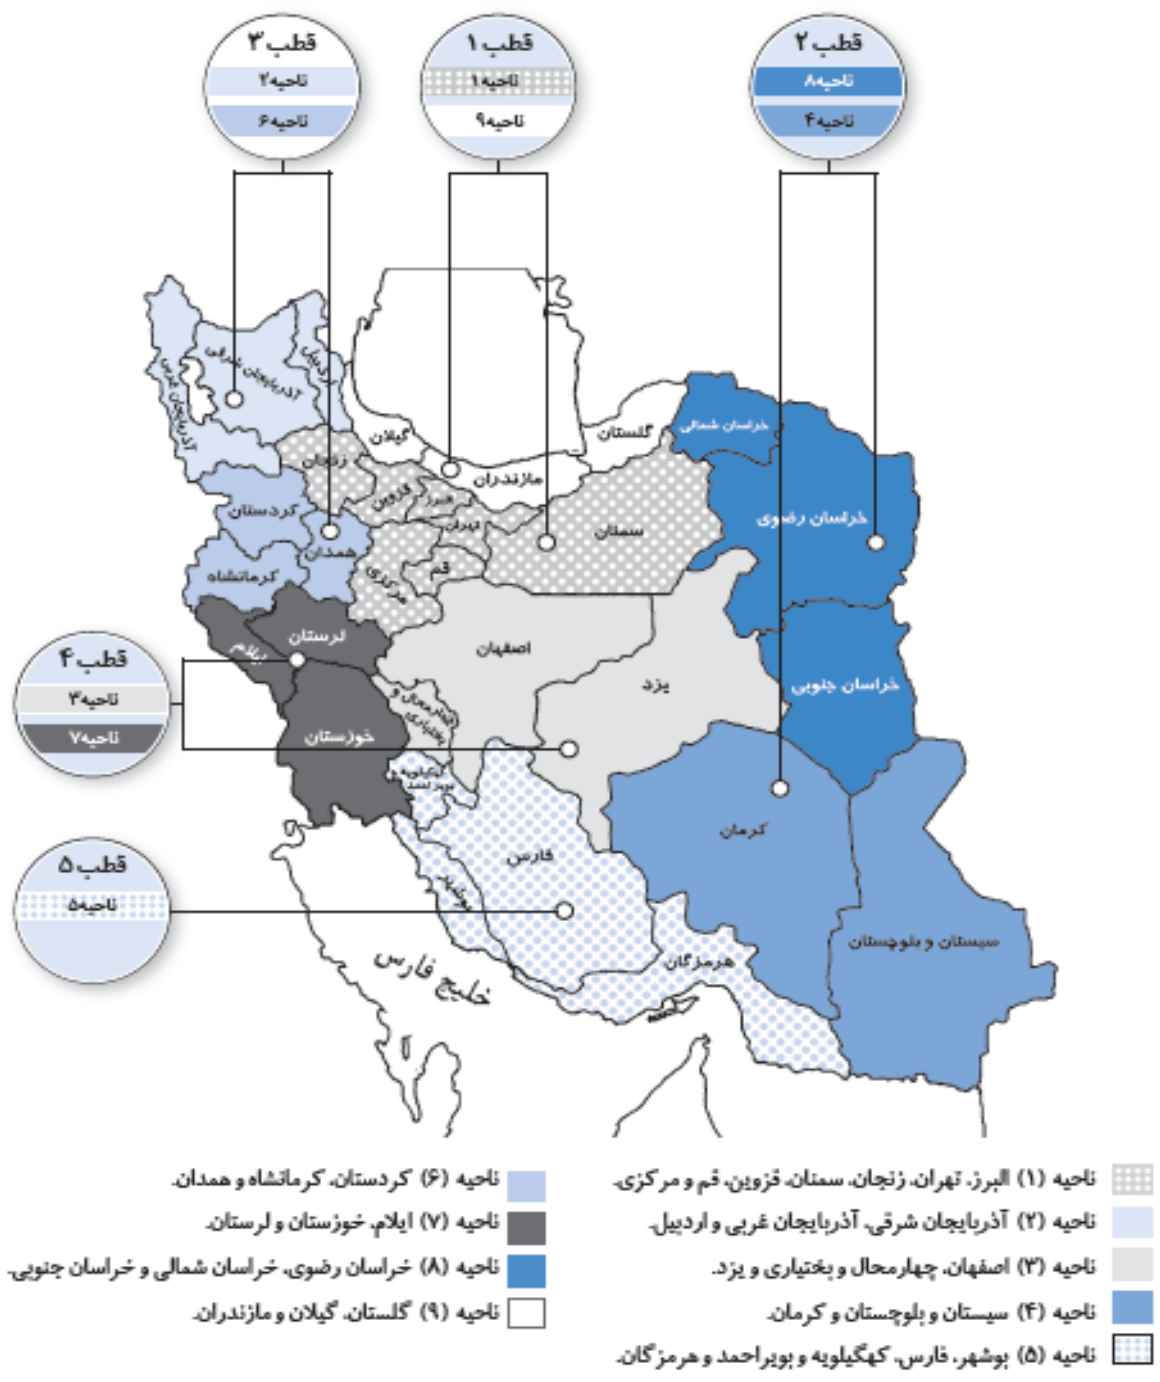 قطب ۳
ناحیه۲
ناحیه۶
قطب ۱
ناحیه۱
ناحیه۹
قطب ۲
ناحیه۸
ناحیه۴
آذربایجان غربی
آذربایجان شرقی
اردبیل
گیلان
مازندران
گلستان
خراسان شمالی
زنجان
قزوین
البرز
تهران
سمنان
خراسان رضوی
کردستان
همدان
کرمانشاه
مرکزی
قم
قطب ۴
ناحیه۳
ناحیه۷
ایلام
لرستان
اصفهان
یزد
خراسان جنوبی
خوزستان
چهارمحال و
بختیاری
کهگیلویه
بویر احمد
کرمان
فارس
بوشهر
قطب ۵
ناحیه۵
هرمزگان
سیستان و بلوچستان
خلیج فارس
ناحیه (۱) البرز، تهران، زنجان، سمنان، قزوین، قم و مرکزی.
ناحیه (۲) آذربایجان شرقی، آذربایجان غربی و اردبیل.
ناحیه (۳) اصفهان، چهارمحال و بختیاری و یزد.
ناحیه (۴) سیستان و بلوچستان و کرمان.
ناحیه (۵) بوشهر، فارس، کهگیلویه و بویراحمد و هرمزگان.
ناحیه (۶) کردستان، کرمانشاه و همدان.
ناحیه (۷) ایلام، خوزستان و لرستان.
ناحیه (۸) خراسان رضوی، خراسان شمالی و خراسان جنوبی.
ناحیه (۹) گلستان، گیلان و مازندران.